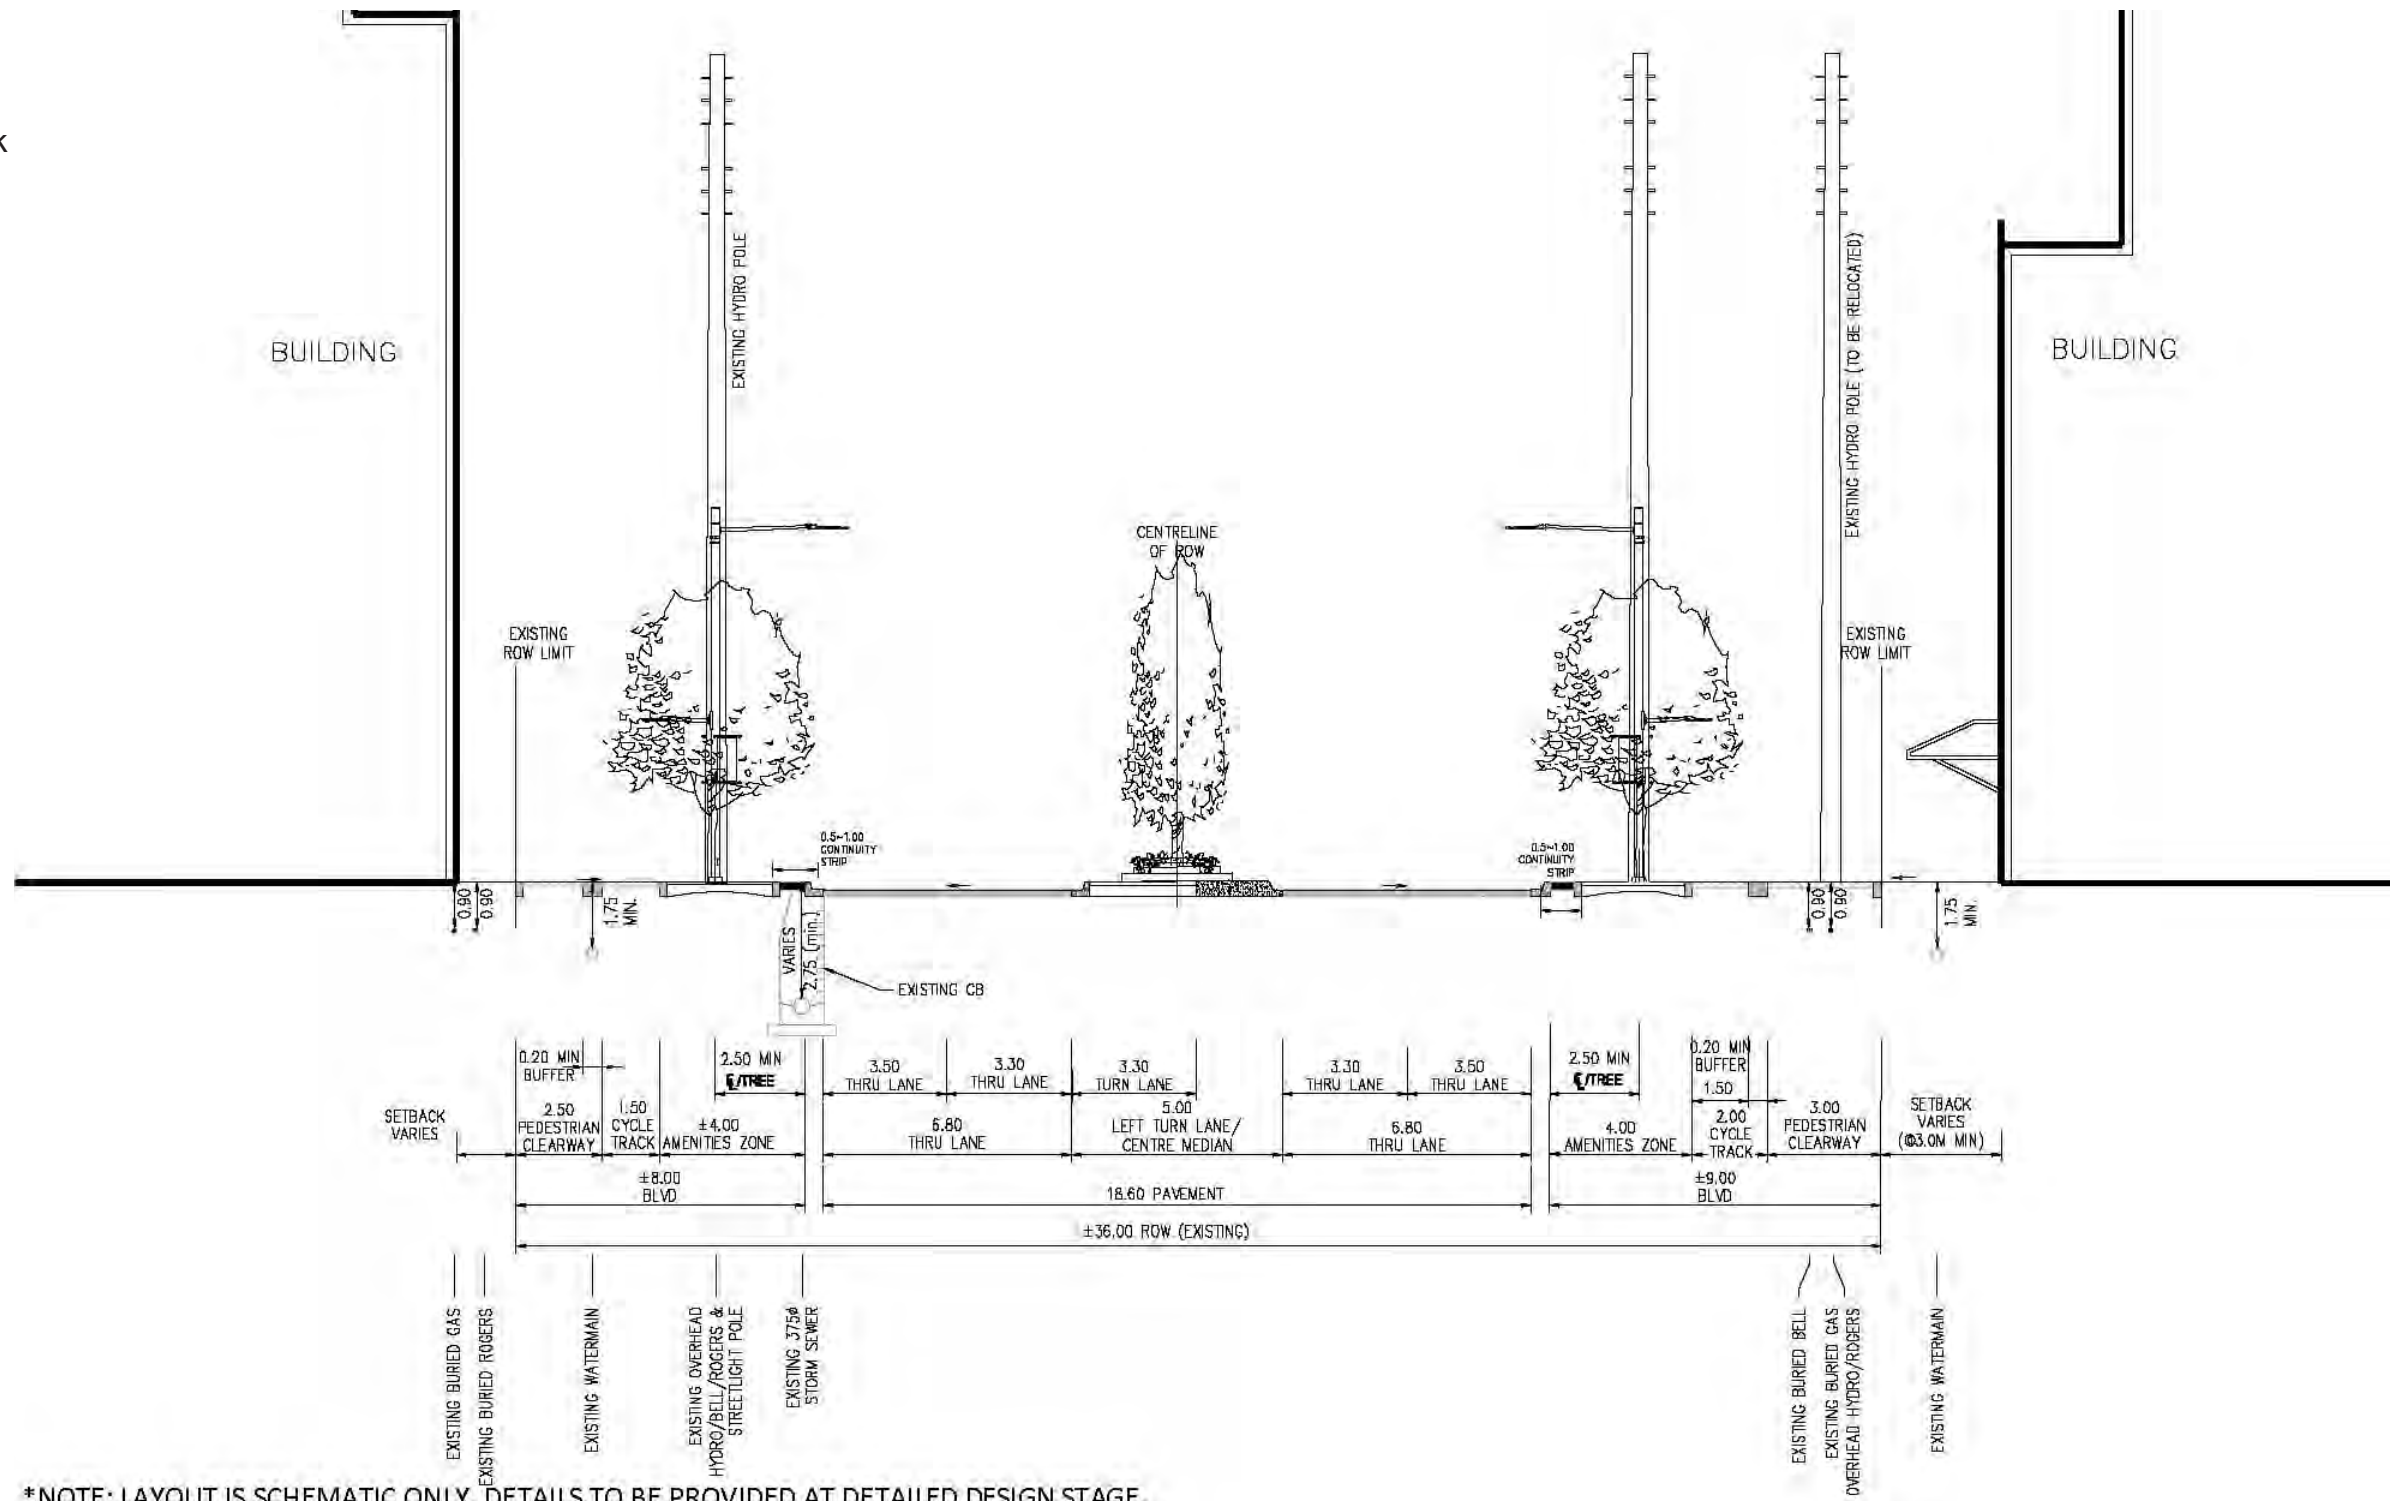 k
BUILDING
EXISTING HYDRO POLE
EXISTING HYDRO POLE (TO BE RELOCATED)
BUILDING
CENTRELINE
OF ROW
EXISTING
ROW LIMIT
EXISTING
ROW LIMIT
0.5~1.00
CONTINUITY
STRIP
0.5~1.00
CONTINUITY
STRIP
0.90
0.90
1.75
MIN.
VARIES
2.75 (min.)
EXISTING CB
0.90
0.90
1.75
MIN.
0.20 MIN
BUFFER
2.50 MIN
℄/TREE
3.50
THRU LANE
3.30
THRU LANE
3.30
TURN LANE
3.30
THRU LANE
3.50
THRU LANE
2.50 MIN
℄/TREE
0.20 MIN
BUFFER
1.50
SETBACK
VARIES
2.50
PEDESTRIAN
CLEARWAY
1.50
CYCLE
TRACK
±4.00
AMENITIES ZONE
6.80
THRU LANE
5.00
LEFT TURN LANE/
CENTRE MEDIAN
6.80
THRU LANE
4.00
AMENITIES ZONE
2.00
CYCLE
TRACK
3.00
PEDESTRIAN
CLEARWAY
SETBACK
VARIES
3.0M MIN)
±8.00
BLVD
18.60 PAVEMENT
±9.00
BLVD
±36.00 ROW (EXISTING)
EXISTING BURIED GAS
EXISTING BURIED ROGERS
EXISTING WATERMAIN
EXISTING OVERHEAD
HYDRO/BELL/ROGERS &
STREETLIGHT POLE
EXISTING 375ø
STORM SEWER
EXISTING BURIED BELL
EXISTING BURIED GAS
OVERHEAD HYDRO/ROGERS
EXISTING WATERMAIN
*NOTE: LAYOUT IS SCHEMATIC ONLY. DETAILS TO BE PROVIDED AT DETAILED DESIGN STAGE.